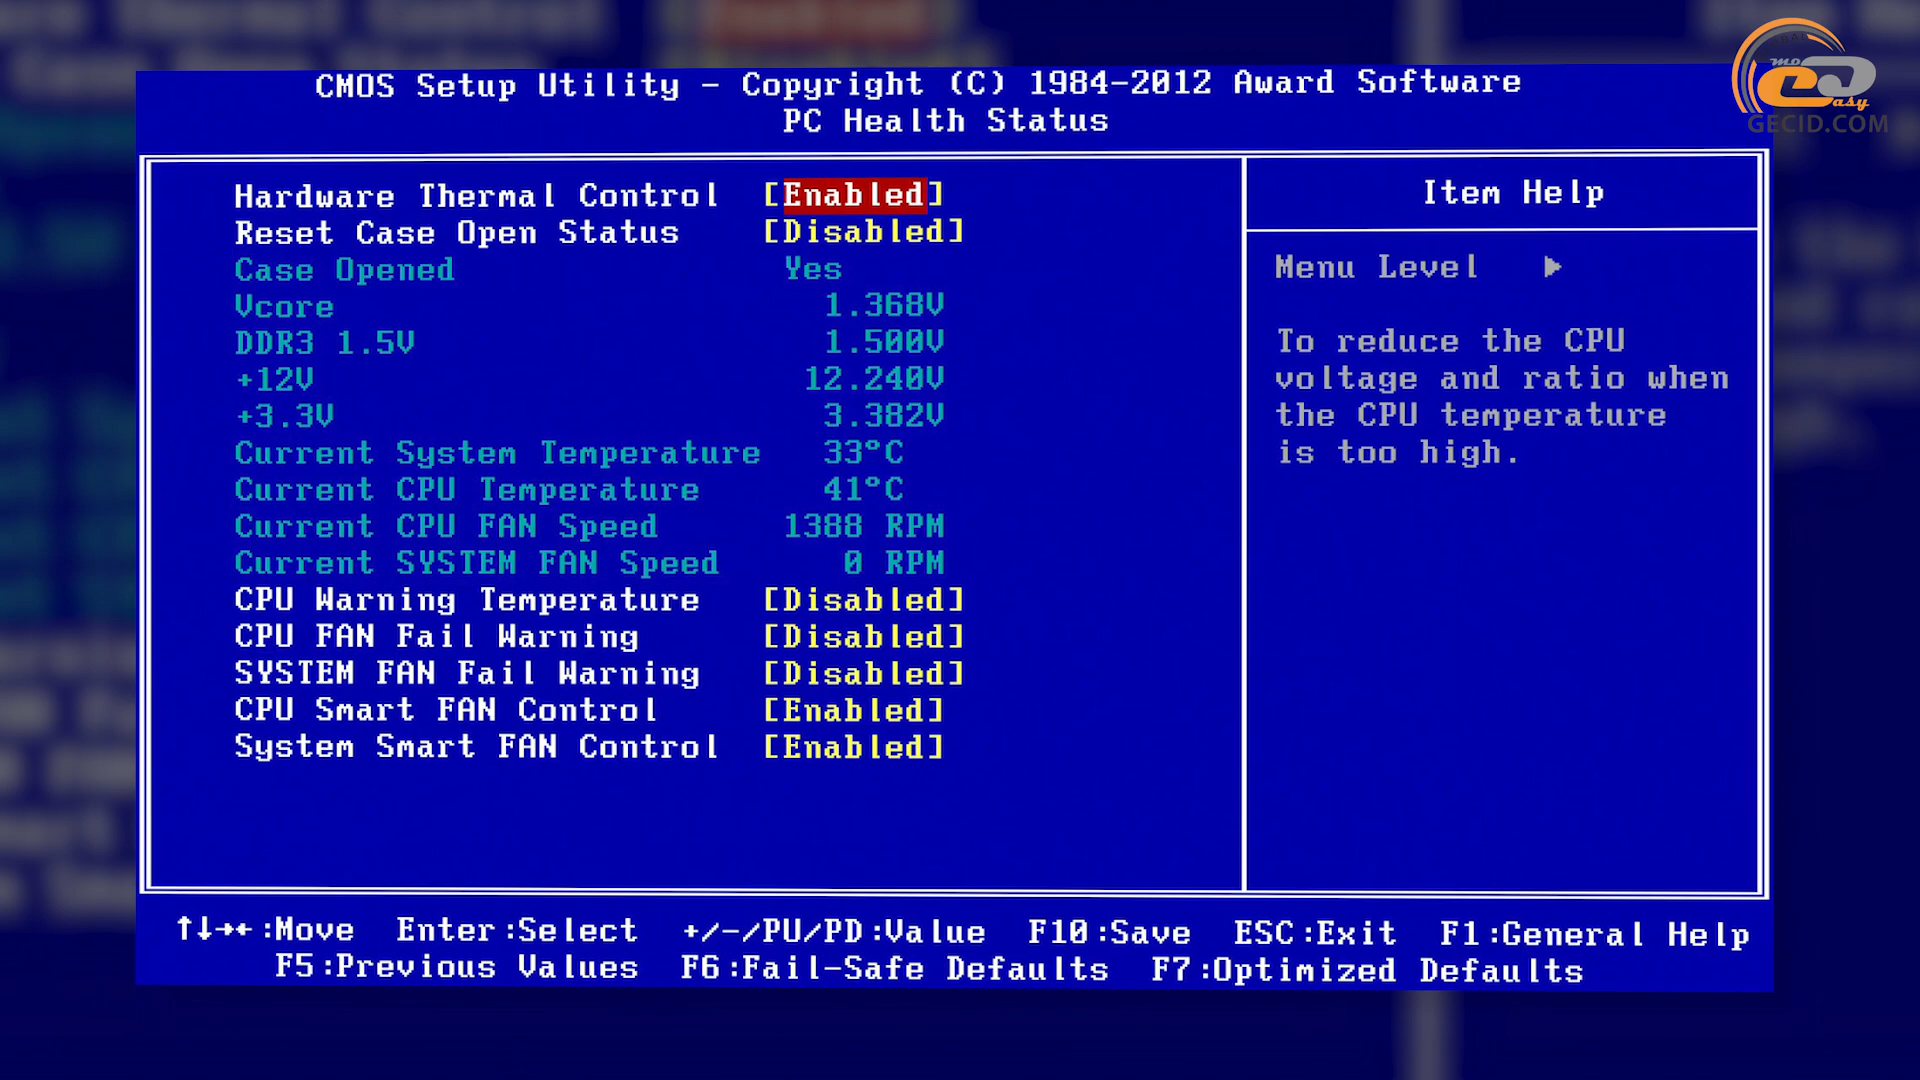 CMOS Setup Utility - Copyright (C) 1984-2012 Award Software
PC Health Status
Hardware Thermal Control [Enabled]
Reset Case Open Status [Disabled]
Case Opened Yes
Vcore 1.368V
DDR3 1.5V 1.500V
+12V 12.240V
+3.3V 3.382V
Current System Temperature 33°C
Current CPU Temperature 41°C
Current CPU FAN Speed 1388 RPM
Current SYSTEM FAN Speed 0 RPM
CPU Warning Temperature [Disabled]
CPU FAN Fail Warning [Disabled]
SYSTEM FAN Fail Warning [Disabled]
CPU Smart FAN Control [Enabled]
System Smart FAN Control [Enabled]
Item Help
Menu Level ▶
To reduce the CPU
voltage and ratio when
the CPU temperature
is too high.
↑↓→←:Move Enter:Select +/-/PU/PD:Value F10:Save ESC:Exit F1:General Help
F5:Previous Values F6:Fail-Safe Defaults F7:Optimized Defaults
GECID.COM